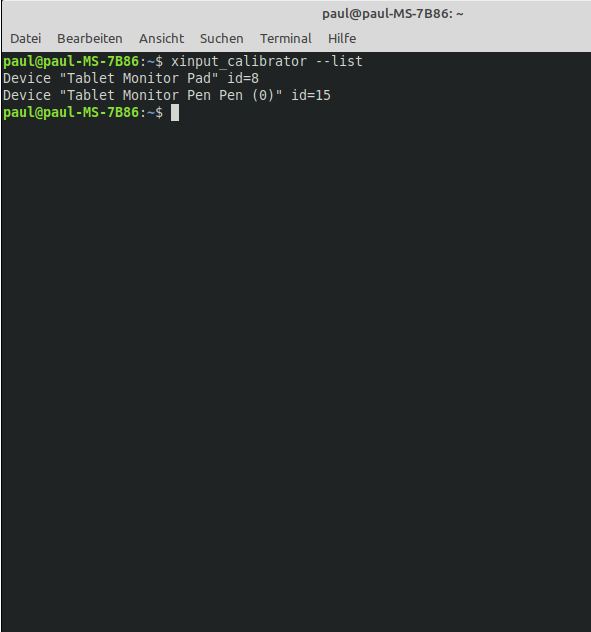 paul@paul-MS-7B86: ~
Datei Bearbeiten Ansicht Suchen Terminal Hilfe
paul@paul-MS-7B86:~$ xinput_calibrator --list
Device "Tablet Monitor Pad" id=8
Device "Tablet Monitor Pen Pen (0)" id=15
paul@paul-MS-7B86:~$